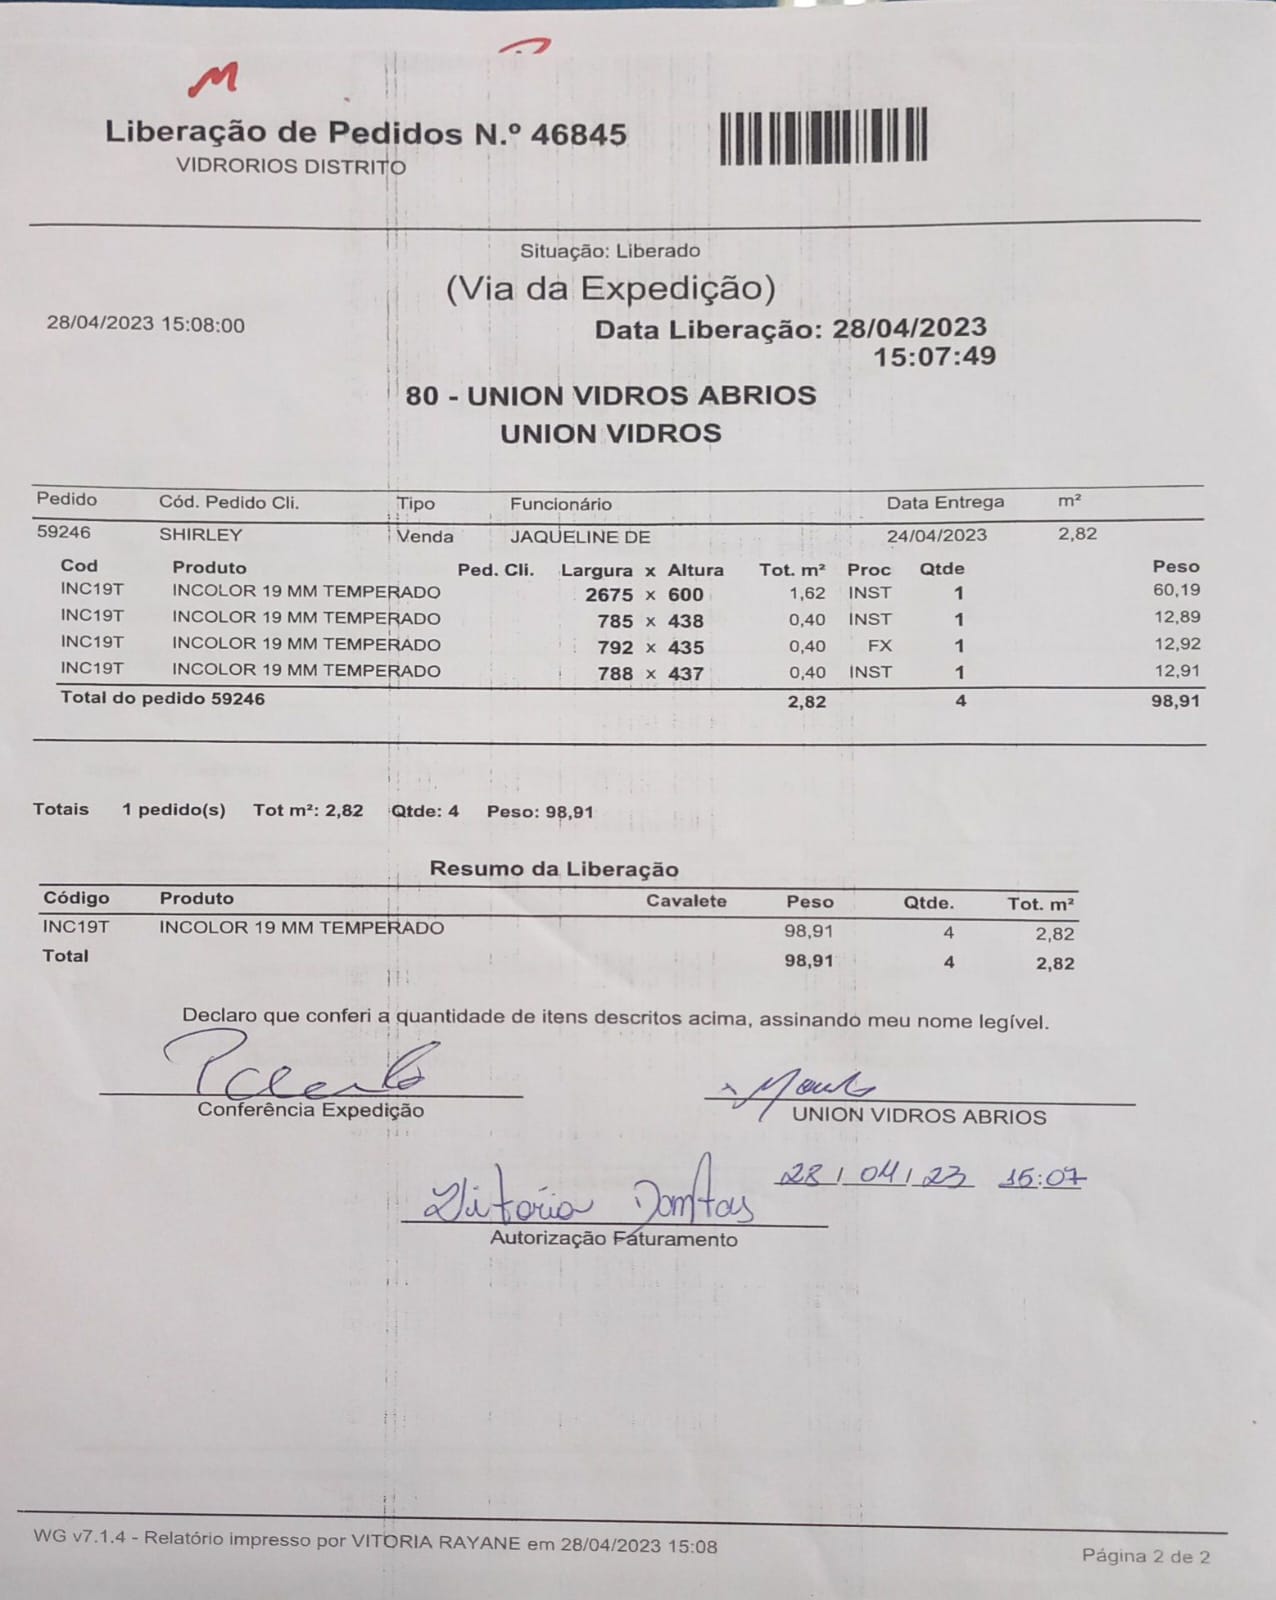 M
Liberação de Pedidos N.º 46845
VIDRORIOS DISTRITO
Situação: Liberado
(Via da Expedição)
28/04/2023 15:08:00
Data Liberação: 28/04/2023
15:07:49
80 - UNION VIDROS ABRIOS
UNION VIDROS
Pedido Cód. Pedido Cli. Tipo Funcionário Data Entrega m²
59246 SHIRLEY Venda JAQUELINE DE 24/04/2023 2,82
Cod Produto Ped. Cli. Largura x Altura Tot. m² Proc Qtde Peso
INC19T INCOLOR 19 MM TEMPERADO 2675 x 600 1,62 INST 1 60,19
INC19T INCOLOR 19 MM TEMPERADO 785 x 438 0,40 INST 1 12,89
INC19T INCOLOR 19 MM TEMPERADO 792 x 435 0,40 FX 1 12,92
INC19T INCOLOR 19 MM TEMPERADO 788 x 437 0,40 INST 1 12,91
Total do pedido 59246 2,82 4 98,91
Totais 1 pedido(s) Tot m²: 2,82 Qtde: 4 Peso: 98,91
Resumo da Liberação
Código Produto Cavalete Peso Qtde. Tot. m²
INC19T INCOLOR 19 MM TEMPERADO 98,91 4 2,82
Total 98,91 4 2,82
Declaro que conferi a quantidade de itens descritos acima, assinando meu nome legível.
Conferência Expedição
UNION VIDROS ABRIOS
28/04/23 15:07
Vitoria Dantas
Autorização Faturamento
WG v7.1.4 - Relatório impresso por VITORIA RAYANE em 28/04/2023 15:08
Página 2 de 2